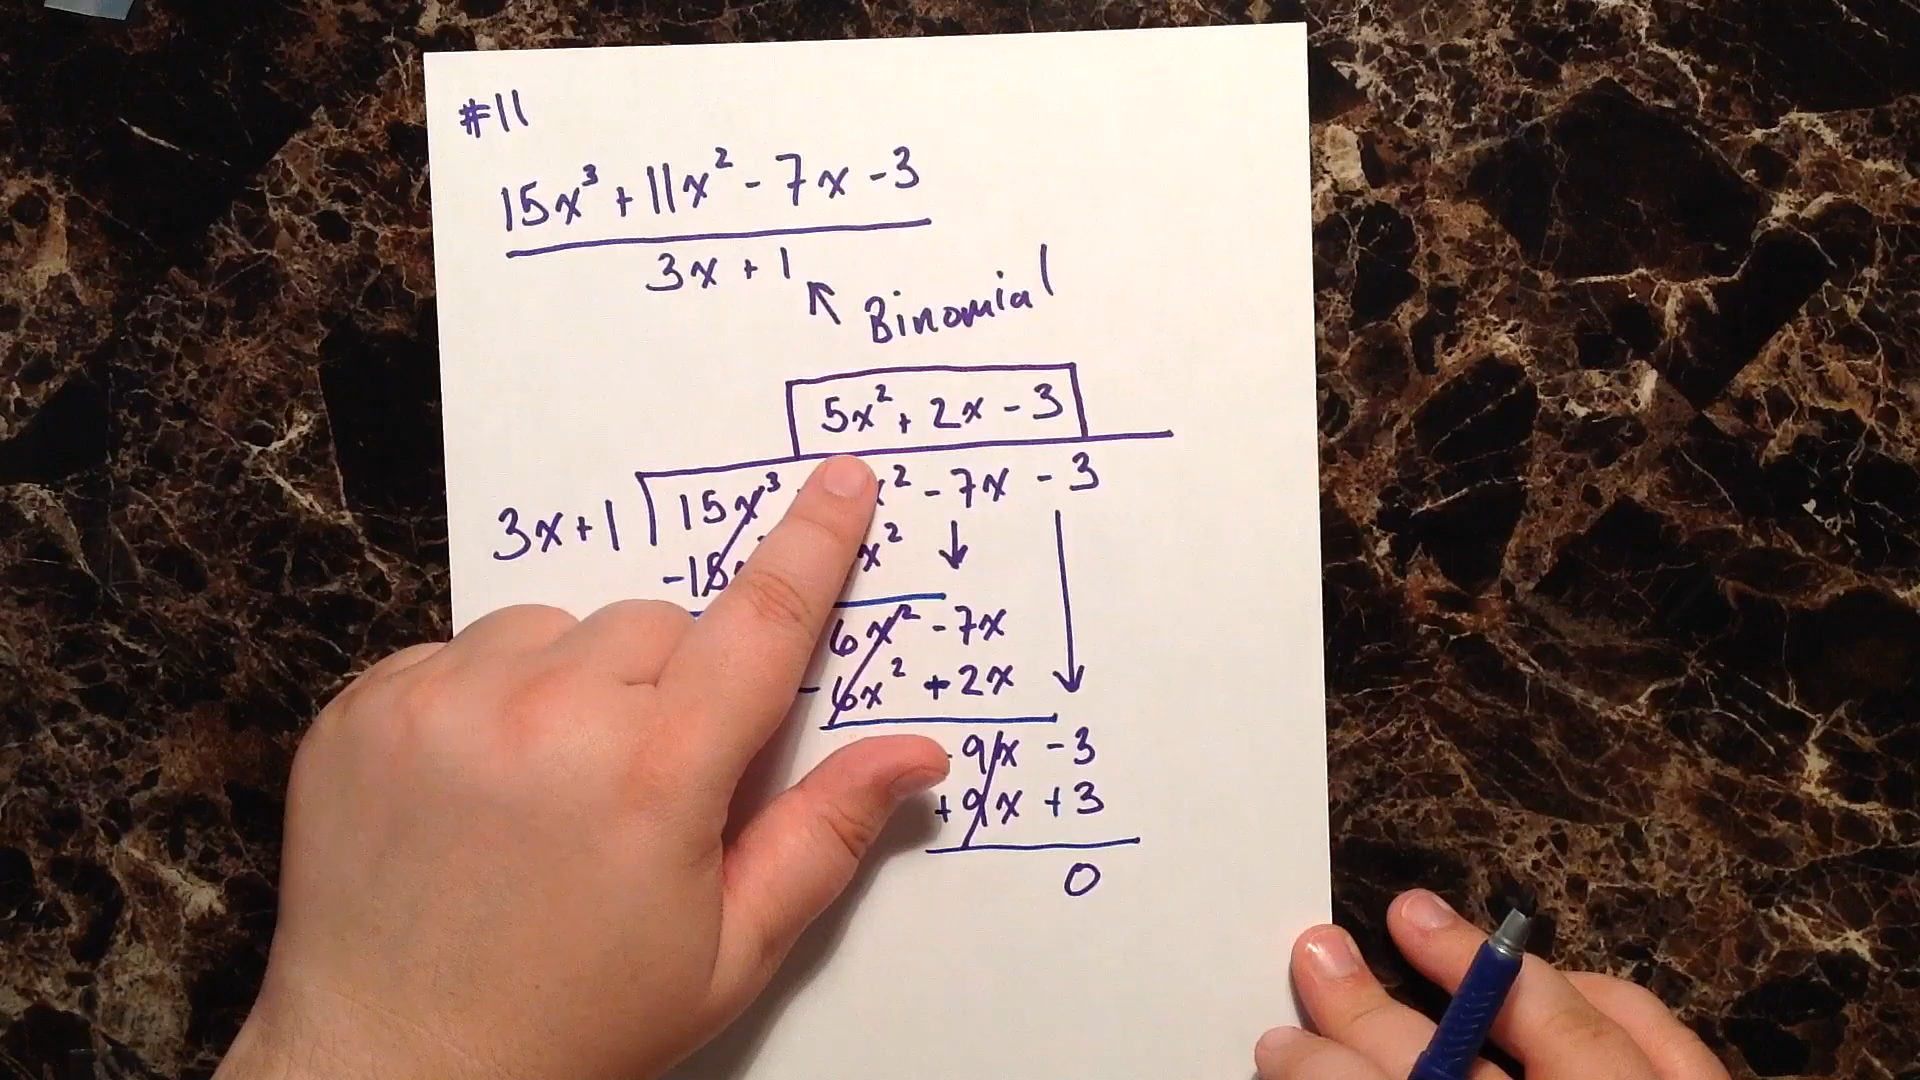 #11
15x³ + 11x² - 7x - 3
3x + 1
Binomial
5x² + 2x - 3
3x + 1 15x³ x² - 7x - 3
-15 x²
6x² - 7x
- 6x² + 2x
- 9x - 3
+ 9x + 3
0